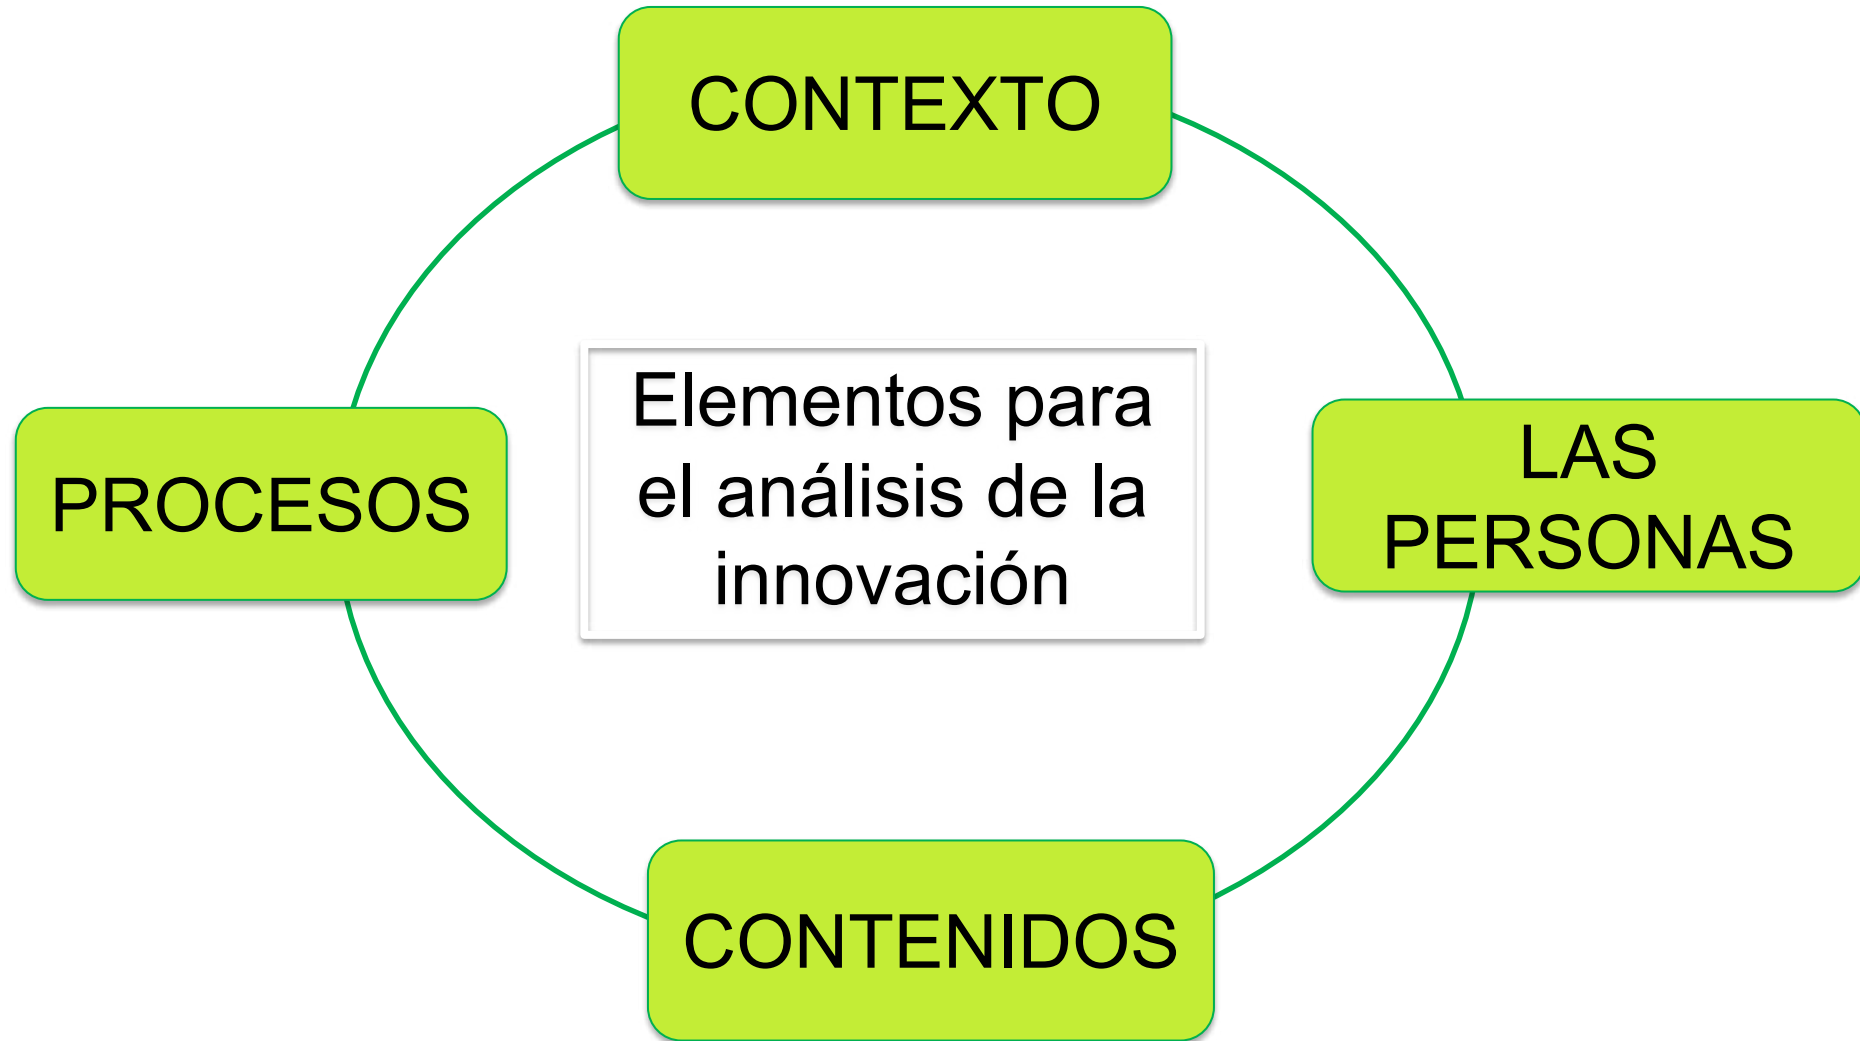 CONTEXTO
Elementos para
el análisis de la
innovación
PROCESOS
LAS
PERSONAS
CONTENIDOS